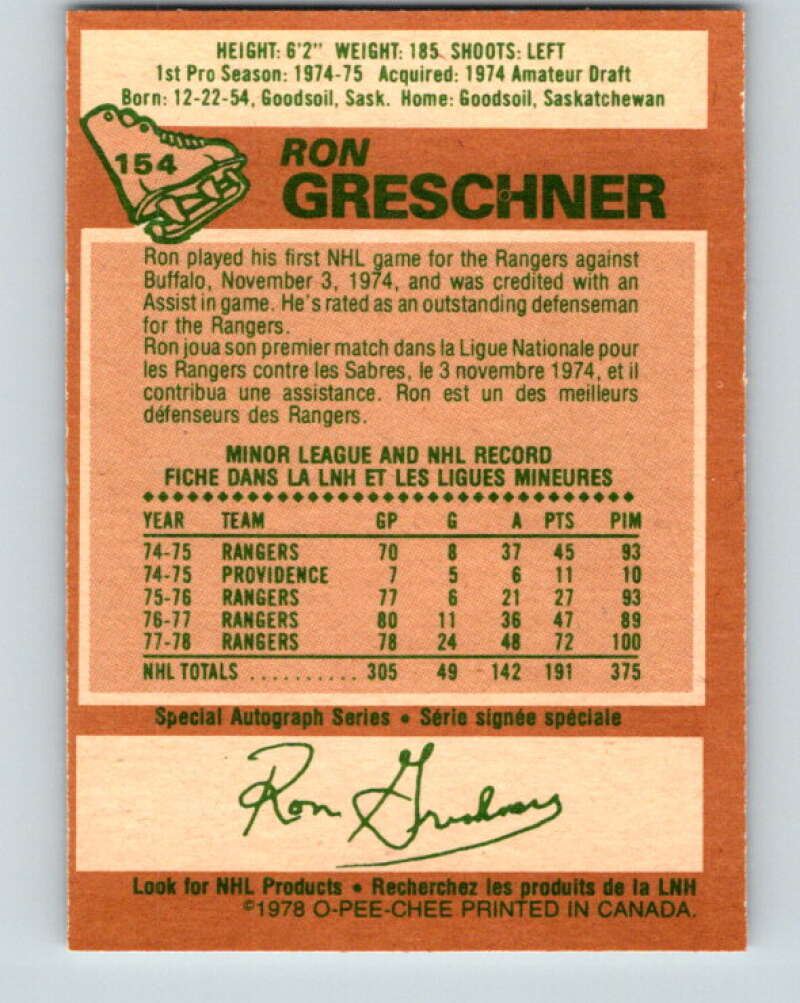 HEIGHT: 6'2" WEIGHT: 185 SHOOTS: LEFT
1st Pro Season: 1974-75 Acquired: 1974 Amateur Draft
Born: 12-22-54, Goodsoil, Sask. Home: Goodsoil, Saskatchewan
154
RON
GRESCHNER
Ron played his first NHL game for the Rangers against
Buffalo, November 3, 1974, and was credited with an
Assist in game. He's rated as an outstanding defenseman
for the Rangers.
Ron joua son premier match dans la Ligue Nationale pour
les Rangers contre les Sabres, le 3 novembre 1974, et il
contribua une assistance. Ron est un des meilleurs
défenseurs des Rangers.
MINOR LEAGUE AND NHL RECORD
FICHE DANS LA LNH ET LES LIGUES MINEURES
YEAR TEAM GP G A PTS PIM
74-75 RANGERS 70 8 37 45 93
74-75 PROVIDENCE 7 5 6 11 10
75-76 RANGERS 77 6 21 27 93
76-77 RANGERS 80 11 36 47 89
77-78 RANGERS 78 24 48 72 100
NHL TOTALS .......... 305 49 142 191 375
Special Autograph Series • Série signée spéciale
Ron Greschner
Look for NHL Products • Recherchez les produits de la LNH
©1978 O-PEE-CHEE PRINTED IN CANADA.